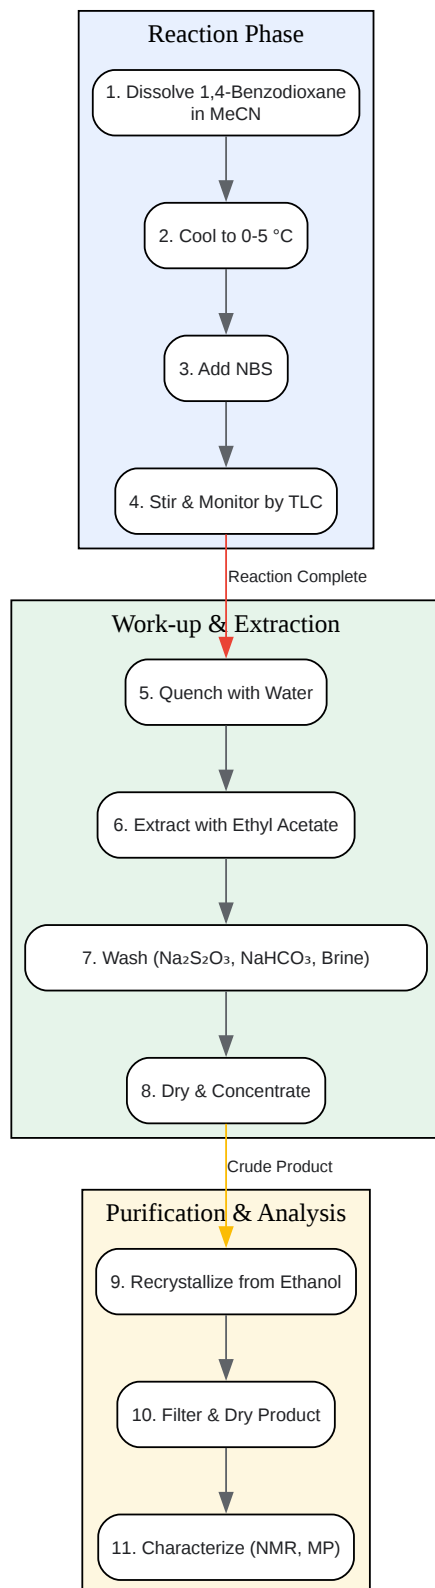 Reaction Phase
1. Dissolve 1,4-Benzodioxane
in MeCN
2. Cool to 0-5 °C
3. Add NBS
4. Stir & Monitor by TLC
Reaction Complete
Work-up & Extraction
5. Quench with Water
6. Extract with Ethyl Acetate
7. Wash (Na₂S₂O₃, NaHCO₃, Brine)
8. Dry & Concentrate
Crude Product
Purification & Analysis
9. Recrystallize from Ethanol
10. Filter & Dry Product
11. Characterize (NMR, MP)